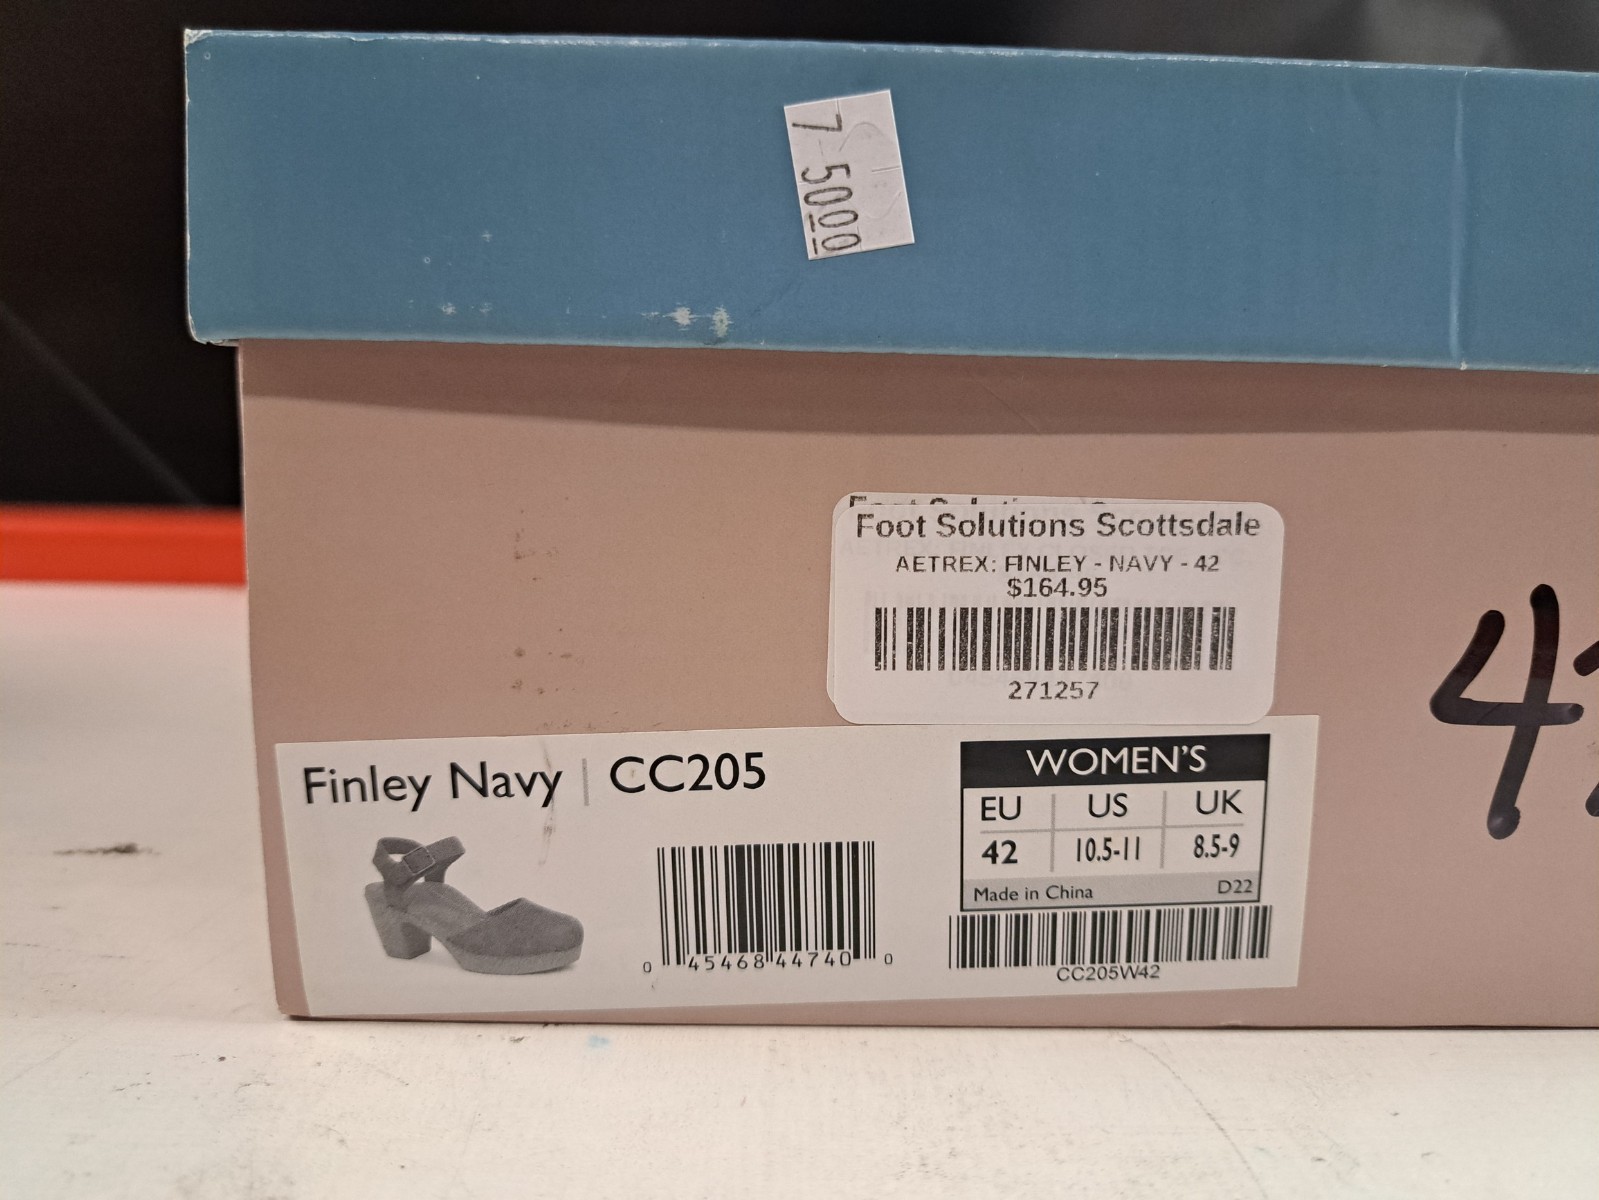 7 5000
Foot Solutions Scottsdale
AETREX: FINLEY - NAVY - 42
$164.95
271257
Finley Navy | CC205
WOMEN'S
EU US UK
42 10.5-11 8.5-9
Made in China D22
0 45468 44740 0
CC205W42